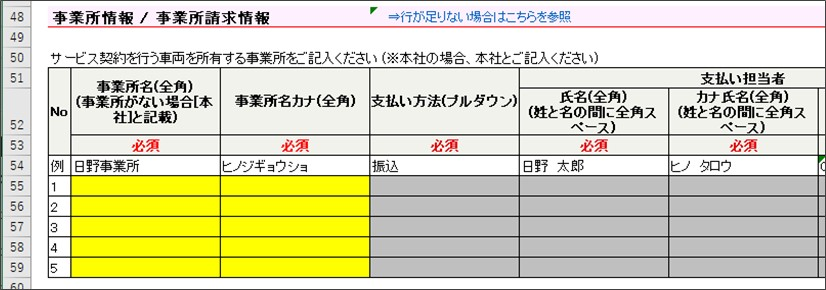 48 事業所情報 / 事業所請求情報 ⇒行が足りない場合はこちらを参照
49
50 サービス契約を行う車両を所有する事業所をご記入ください (※本社の場合、本社とご記入ください)
51 支払い担当者
No 事業所名(全角)
(事業所がない場合[本
社]と記載) 事業所名カナ(全角) 支払い方法(プルダウン) 氏名(全角)
(姓と名の間に全角ス
ペース) カナ氏名(全角)
(姓と名の間に全角ス
ペース)
52
53 必須 必須 必須 必須 必須
54 例 日野事業所 ヒノジギョウショ 振込 日野 太郎 ヒノ タロウ
55 1
56 2
57 3
58 4
59 5
60